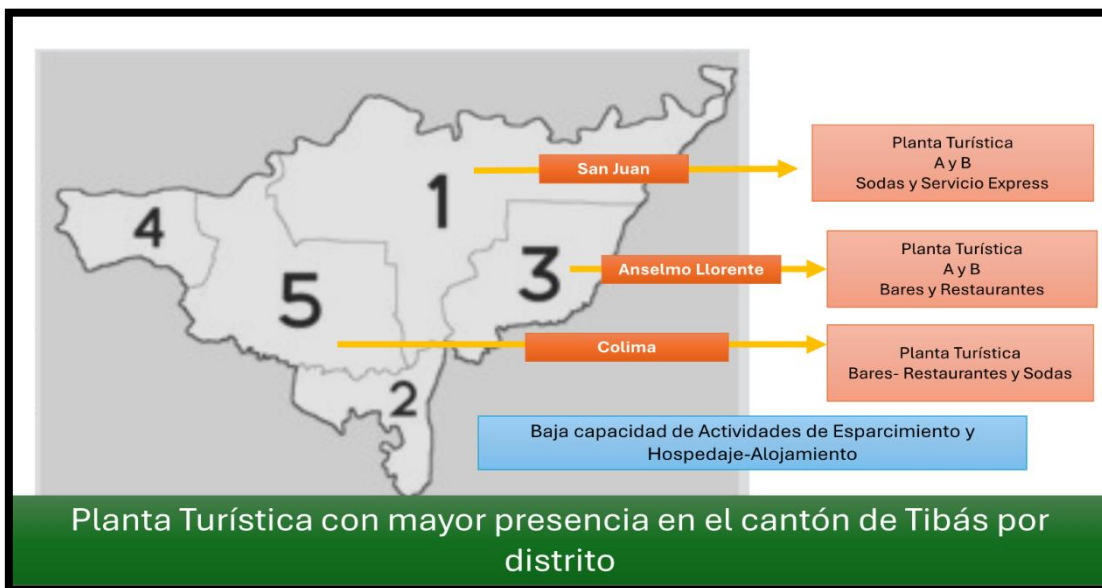 San Juan
Planta Turística
A y B
Sodas y Servicio Express
1
4
3
Anselmo Llorente
Planta Turística
A y B
Bares y Restaurantes
5
Colima
Planta Turística
Bares- Restaurantes y Sodas
2
Baja capacidad de Actividades de Esparcimiento y
Hospedaje-Alojamiento
Planta Turística con mayor presencia en el cantón de Tibás por
distrito